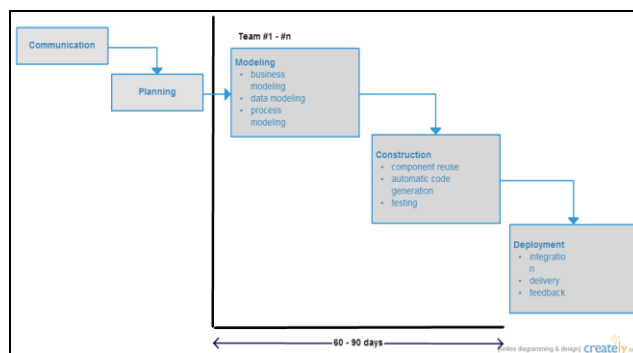 Communication
Planning
Team #1 - #n
Modeling
• business
modeling
• data modeling
• process
modeling
Construction
• component reuse
• automatic code
generation
• testing
Deployment
• integratio
n
• delivery
• feedback
60 - 90 days
[online diagramming & design] creately